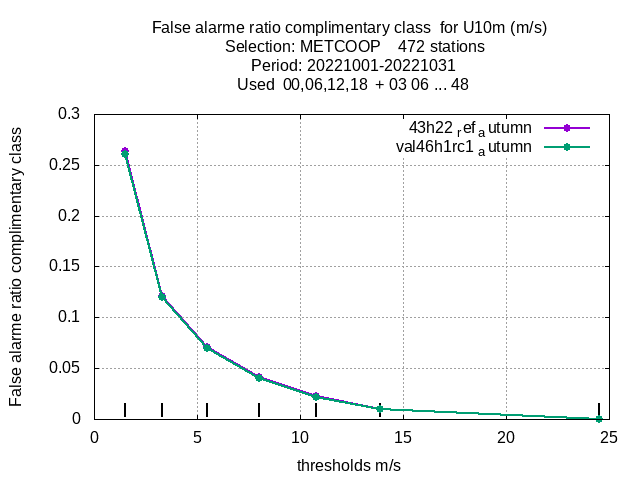 False alarme ratio complimentary class  for U10m (m/s)
Selection: METCOOP    472 stations
Period: 20221001-20221031
Used  00,06,12,18  + 03 06 ... 48
False alarme ratio complimentary class
0.3
0.25
0.2
0.15
0.1
0.05
0
43h22 ref a utumn
val46h1rc1 a utumn
0 5 10 15 20 25
thresholds m/s